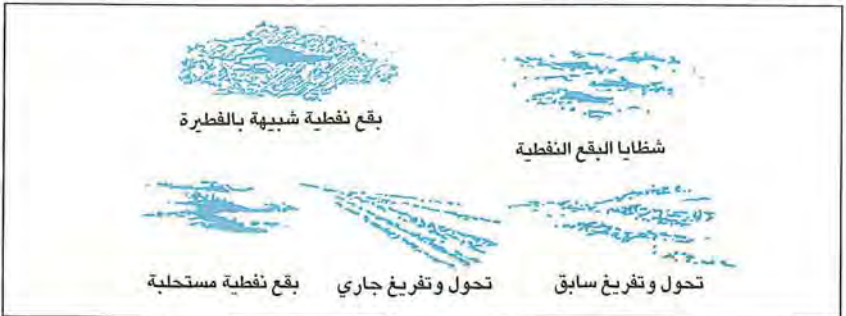 بقع نفطية شبيهة بالفطيرة
شظايا البقع النفطية
تحول وتفريغ سابق
تحول وتفريغ جاري
بقع نفطية مستحلبة